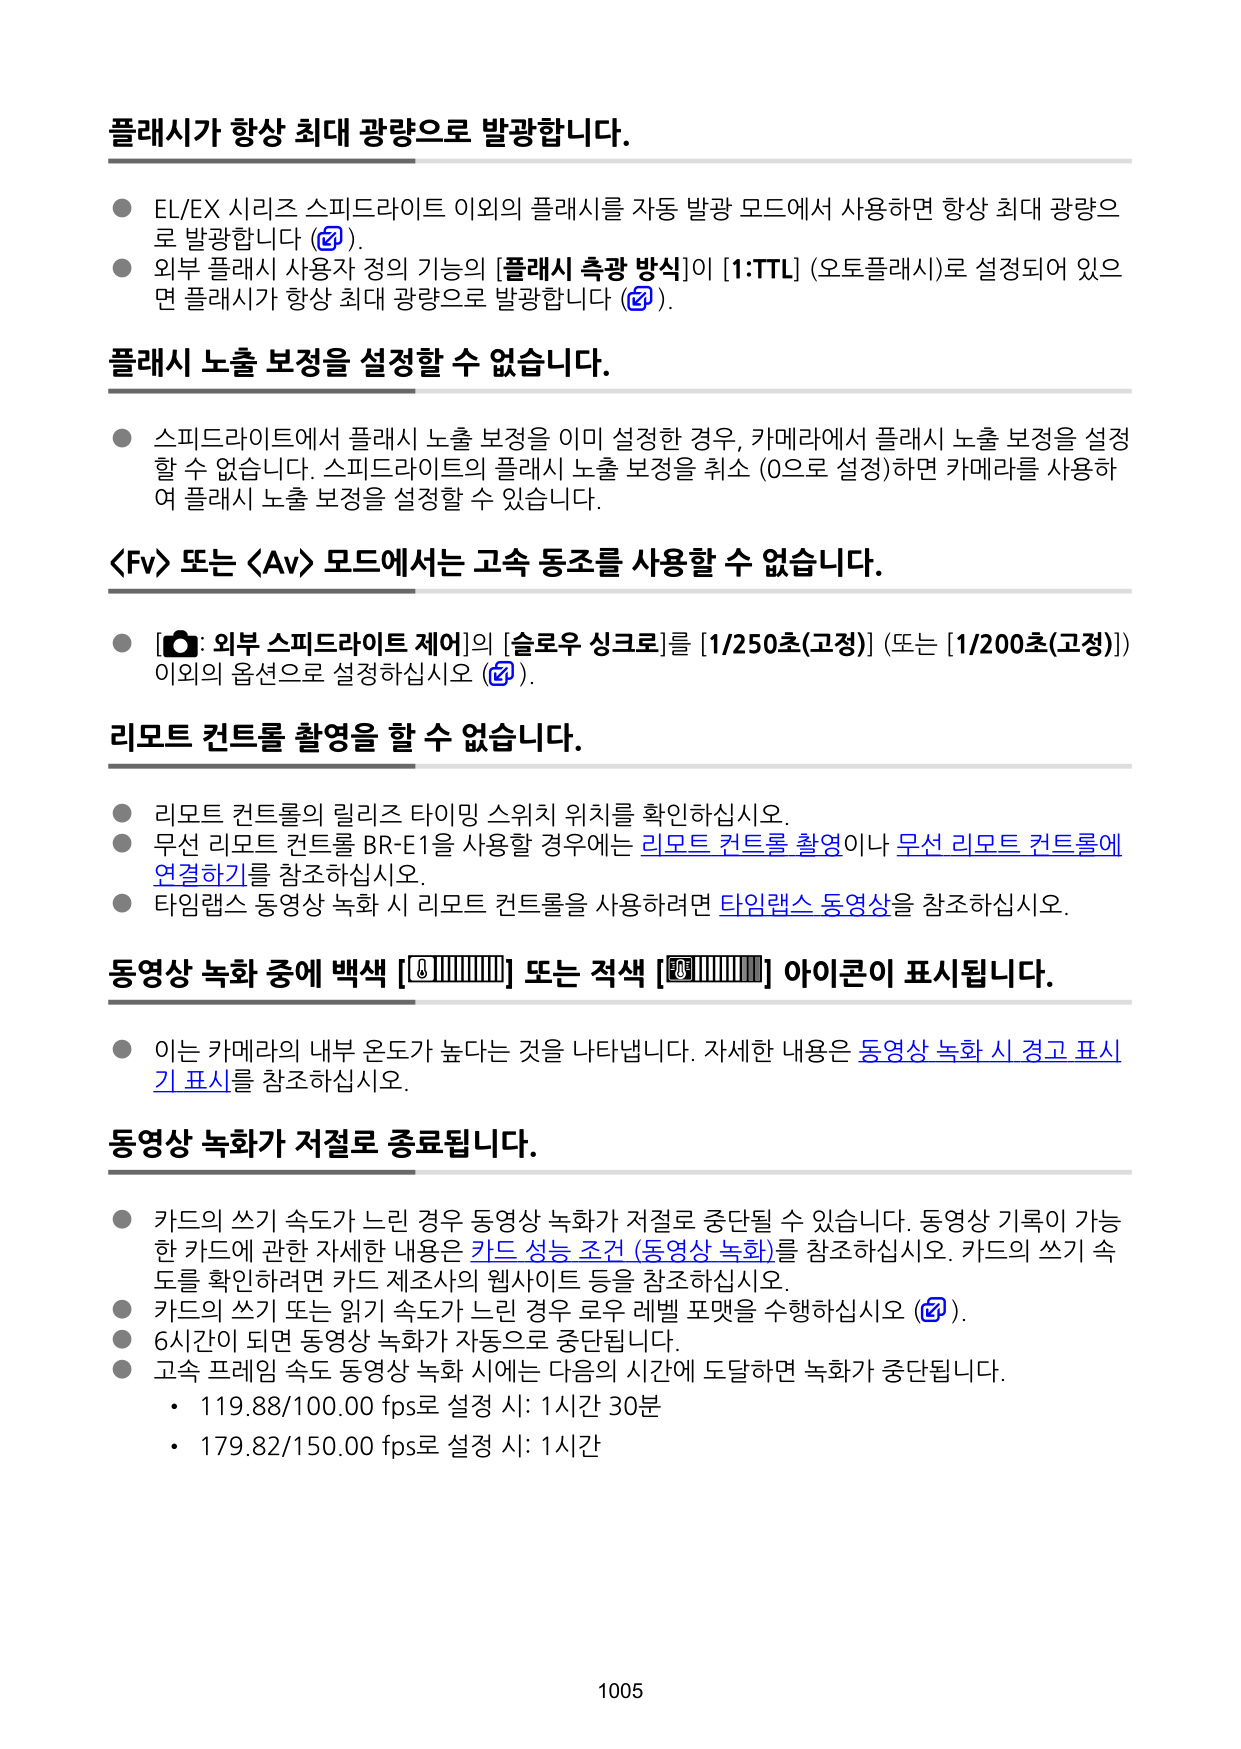 플래시가 항상 최대 광량으로 발광합니다.
● EL/EX 시리즈 스피드라이트 이외의 플래시를 자동 발광 모드에서 사용하면 항상 최대 광량으
로 발광합니다 ( ).
● 외부 플래시 사용자 정의 기능의 [플래시 측광 방식]이 [1:TTL] (오토플래시)로 설정되어 있으
면 플래시가 항상 최대 광량으로 발광합니다 ( ).
플래시 노출 보정을 설정할 수 없습니다.
● 스피드라이트에서 플래시 노출 보정을 이미 설정한 경우, 카메라에서 플래시 노출 보정을 설정
할 수 없습니다. 스피드라이트의 플래시 노출 보정을 취소 (0으로 설정)하면 카메라를 사용하
여 플래시 노출 보정을 설정할 수 있습니다.
<Fv> 또는 <Av> 모드에서는 고속 동조를 사용할 수 없습니다.
● [ : 외부 스피드라이트 제어]의 [슬로우 싱크로]를 [1/250초(고정)] (또는 [1/200초(고정)])
이외의 옵션으로 설정하십시오 ( ).
리모트 컨트롤 촬영을 할 수 없습니다.
● 리모트 컨트롤의 릴리즈 타이밍 스위치 위치를 확인하십시오.
● 무선 리모트 컨트롤 BR-E1을 사용할 경우에는 리모트 컨트롤 촬영이나 무선 리모트 컨트롤에
연결하기를 참조하십시오.
● 타임랩스 동영상 녹화 시 리모트 컨트롤을 사용하려면 타임랩스 동영상을 참조하십시오.
동영상 녹화 중에 백색 [ ] 또는 적색 [ ] 아이콘이 표시됩니다.
● 이는 카메라의 내부 온도가 높다는 것을 나타냅니다. 자세한 내용은 동영상 녹화 시 경고 표시
기 표시를 참조하십시오.
동영상 녹화가 저절로 종료됩니다.
● 카드의 쓰기 속도가 느린 경우 동영상 녹화가 저절로 중단될 수 있습니다. 동영상 기록이 가능
한 카드에 관한 자세한 내용은 카드 성능 조건 (동영상 녹화)를 참조하십시오. 카드의 쓰기 속
도를 확인하려면 카드 제조사의 웹사이트 등을 참조하십시오.
● 카드의 쓰기 또는 읽기 속도가 느린 경우 로우 레벨 포맷을 수행하십시오 ( ).
● 6시간이 되면 동영상 녹화가 자동으로 중단됩니다.
● 고속 프레임 속도 동영상 녹화 시에는 다음의 시간에 도달하면 녹화가 중단됩니다.
• 119.88/100.00 fps로 설정 시: 1시간 30분
• 179.82/150.00 fps로 설정 시: 1시간
1005